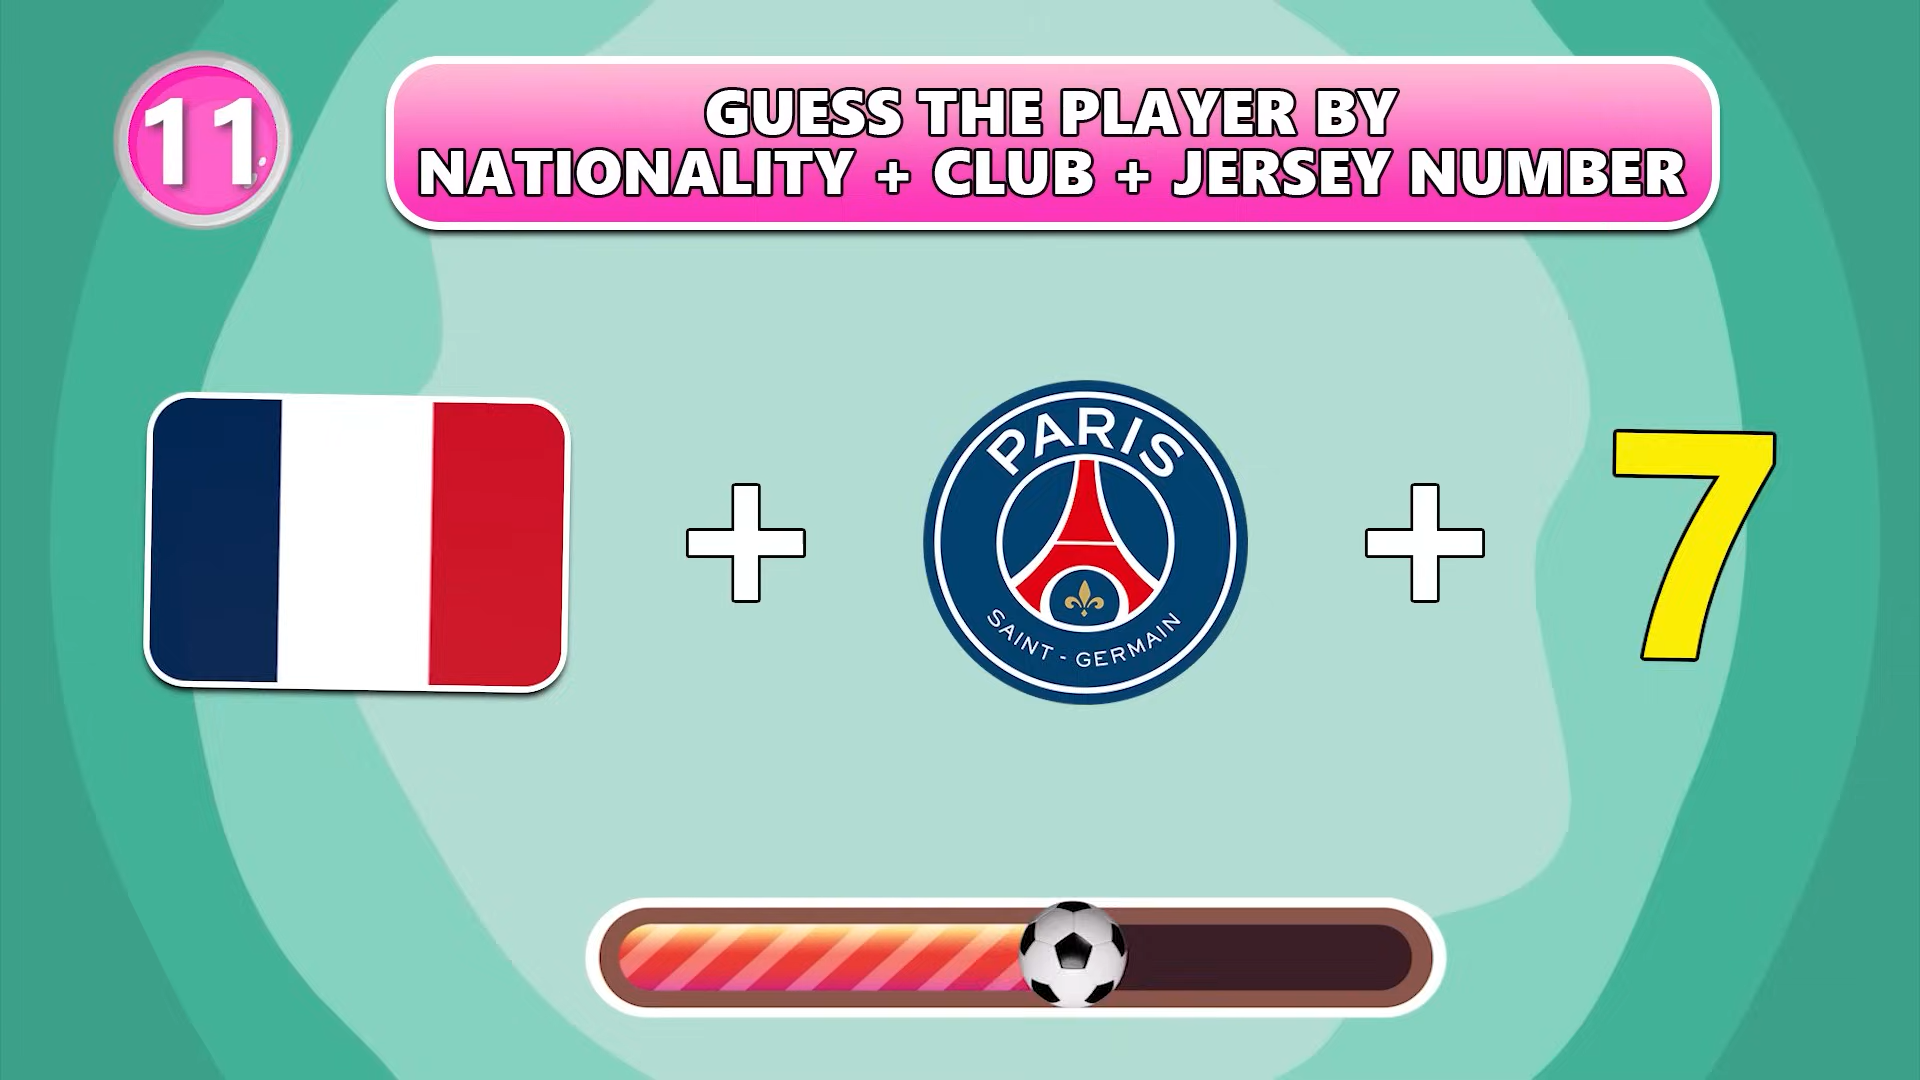 11
GUESS THE PLAYER BY
NATIONALITY + CLUB + JERSEY NUMBER
+
PARIS
SAINT - GERMAIN
+
7